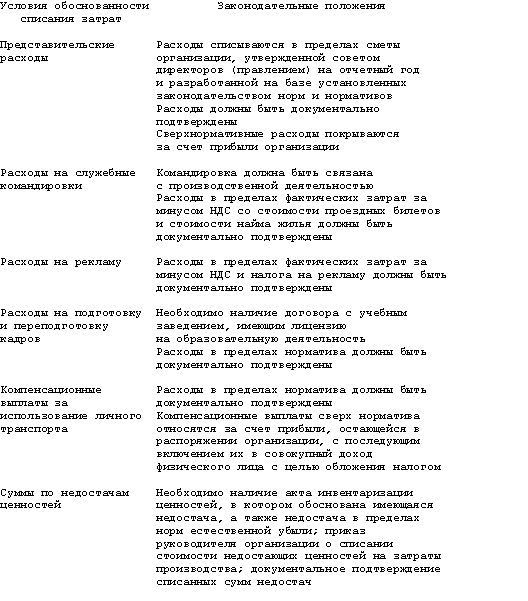 Условия обоснованности Законодательные положения
списания затрат
Представительские Расходы списываются в пределах сметы
расходы организации, утвержденной советом
директоров (правлением) на отчетный год
и разработанной на базе установленных
законодательством норм и нормативов
Расходы должны быть документально
подтверждены
Сверхнормативные расходы покрываются
за счет прибыли организации
Расходы на служебные Командировка должна быть связана
командировки с производственной деятельностью
Расходы в пределах фактических затрат за
минусом НДС со стоимости проездных билетов
и стоимости найма жилья должны быть
документально подтверждены
Расходы на рекламу Расходы в пределах фактических затрат за
минусом НДС и налога на рекламу должны быть
документально подтверждены
Расходы на подготовку Необходимо наличие договора с учебным
и переподготовку заведением, имеющим лицензию
кадров на образовательную деятельность
Расходы в пределах норматива должны быть
документально подтверждены
Компенсационные Расходы в пределах норматива должны быть
выплаты за документально подтверждены
использование личного Компенсационные выплаты сверх норматива
транспорта относятся за счет прибыли, остающейся в
распоряжении организации, с последующим
включением их в совокупный доход
физического лица с целью обложения налогом
Суммы по недостачам Необходимо наличие акта инвентаризации
ценностей ценностей, в котором обоснована имеющаяся
недостача, а также недостача в пределах
норм естественной убыли; приказ
руководителя организации о списании
стоимости недостающих ценностей на затраты
производства; документальное подтверждение
списанных сумм недостач